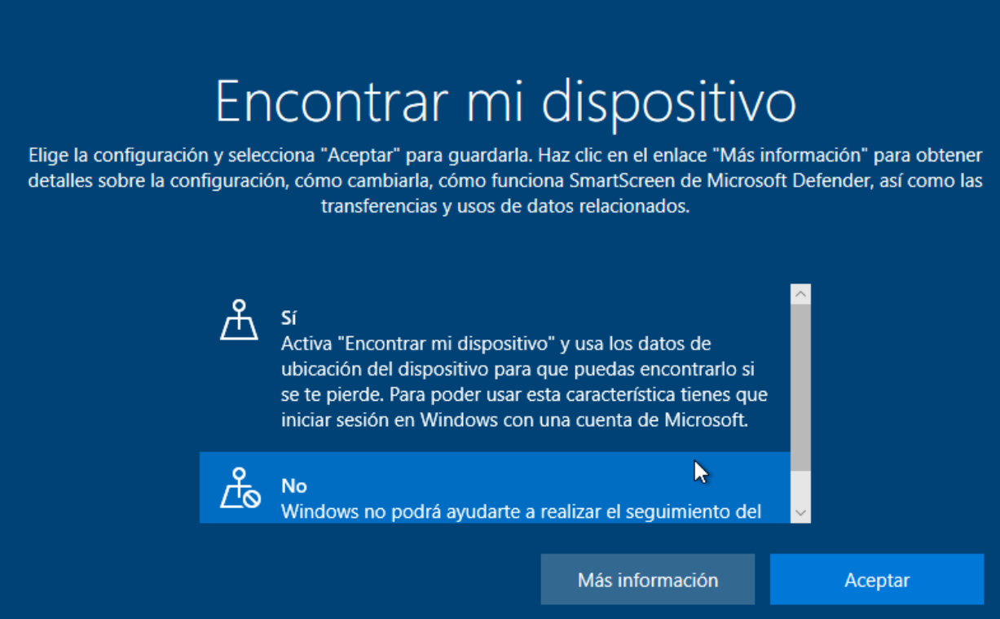 Encontrar mi dispositivo
Elige la configuración y selecciona "Aceptar" para guardarla. Haz clic en el enlace "Más información" para obtener
detalles sobre la configuración, cómo cambiarla, cómo funciona SmartScreen de Microsoft Defender, así como las
transferencias y usos de datos relacionados.
Sí
Activa "Encontrar mi dispositivo" y usa los datos de
ubicación del dispositivo para que puedas encontrarlo si
se te pierde. Para poder usar esta característica tienes que
iniciar sesión en Windows con una cuenta de Microsoft.
No
Windows no podrá ayudarte a realizar el seguimiento del
Más información
Aceptar